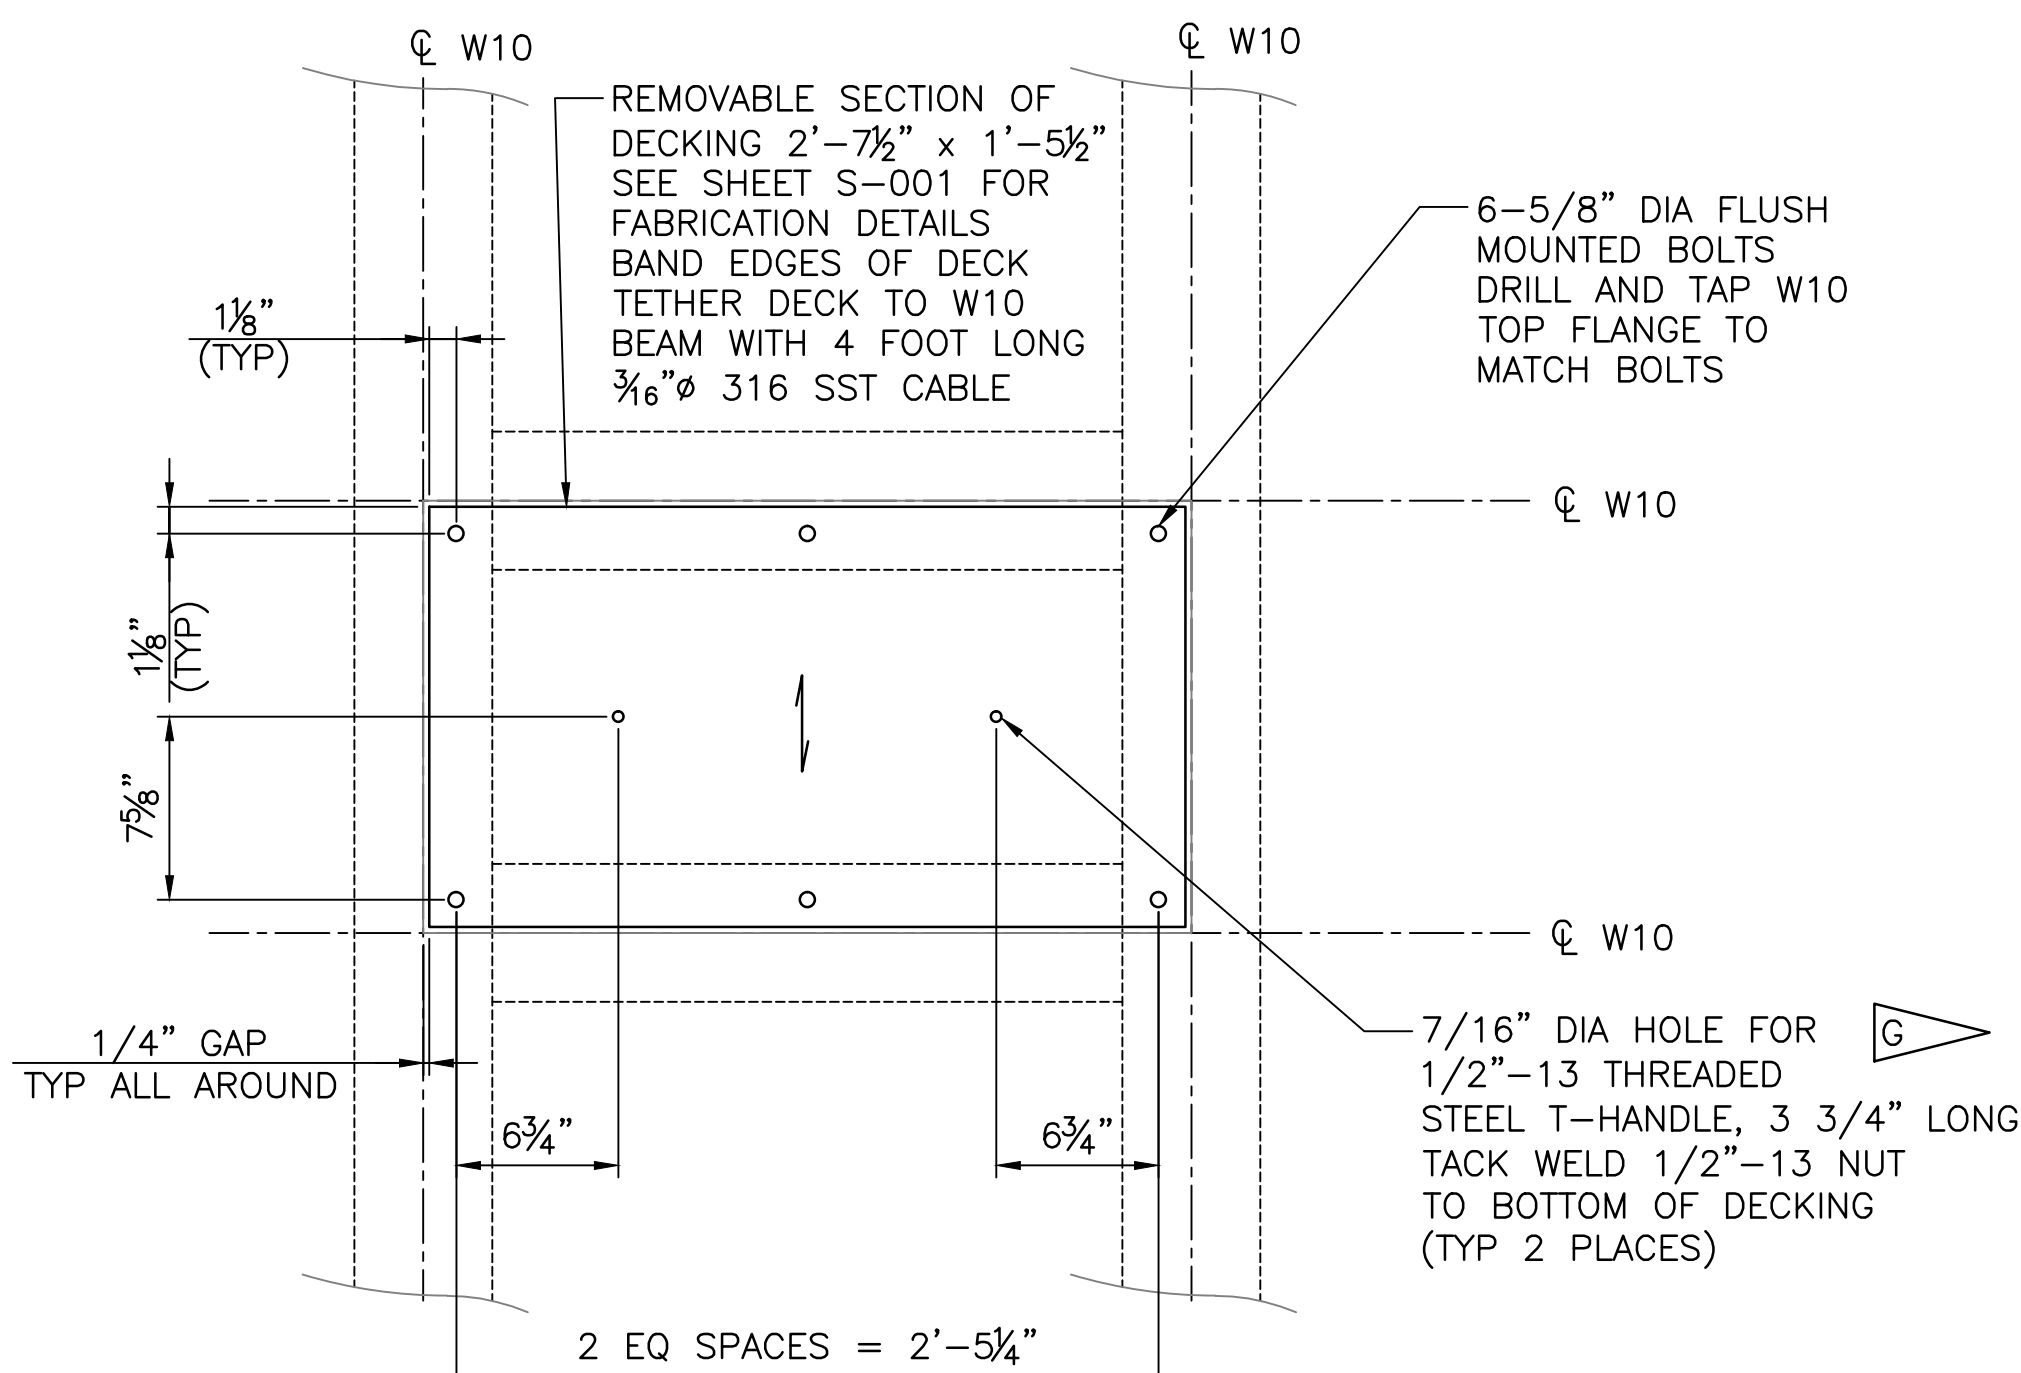 ℄ W10
℄ W10
REMOVABLE SECTION OF
DECKING 2'-7½" x 1'-5½"
SEE SHEET S-001 FOR
FABRICATION DETAILS
BAND EDGES OF DECK
TETHER DECK TO W10
BEAM WITH 4 FOOT LONG
3/16"ø 316 SST CABLE
6-5/8" DIA FLUSH
MOUNTED BOLTS
DRILL AND TAP W10
TOP FLANGE TO
MATCH BOLTS
1⅛"
(TYP)
℄ W10
1⅛"
(TYP)
7⅝"
℄ W10
1/4" GAP
TYP ALL AROUND
7/16" DIA HOLE FOR
1/2"-13 THREADED
STEEL T-HANDLE, 3 3/4" LONG
TACK WELD 1/2"-13 NUT
TO BOTTOM OF DECKING
(TYP 2 PLACES)
G
6¾"
6¾"
2 EQ SPACES = 2'-5¼"